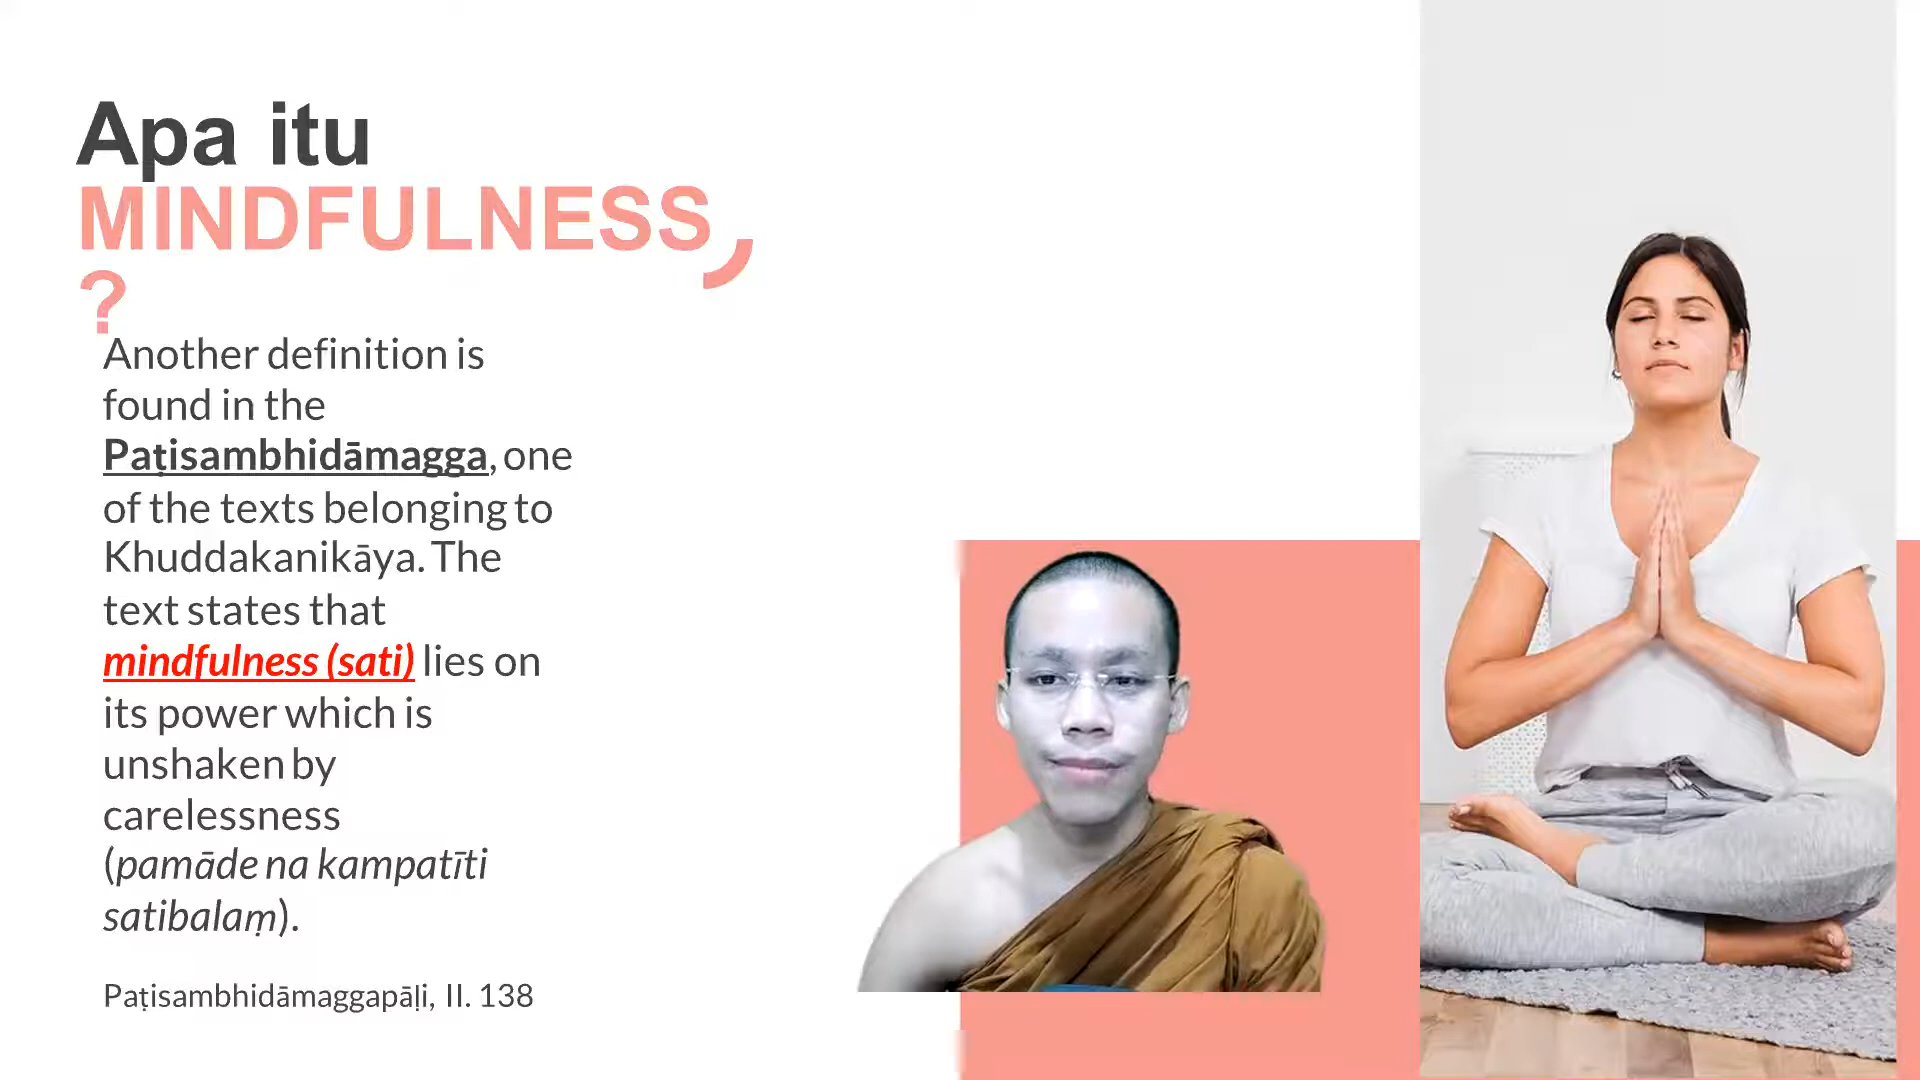 Apa itu
MINDFULNESS
?
Another definition is
found in the
Paṭisambhidāmagga, one
of the texts belonging to
Khuddakanikāya. The
text states that
mindfulness (sati) lies on
its power which is
unshaken by
carelessness
(pamāde na kampatīti
satibalaṃ).
Paṭisambhidāmaggapāḷi, II. 138